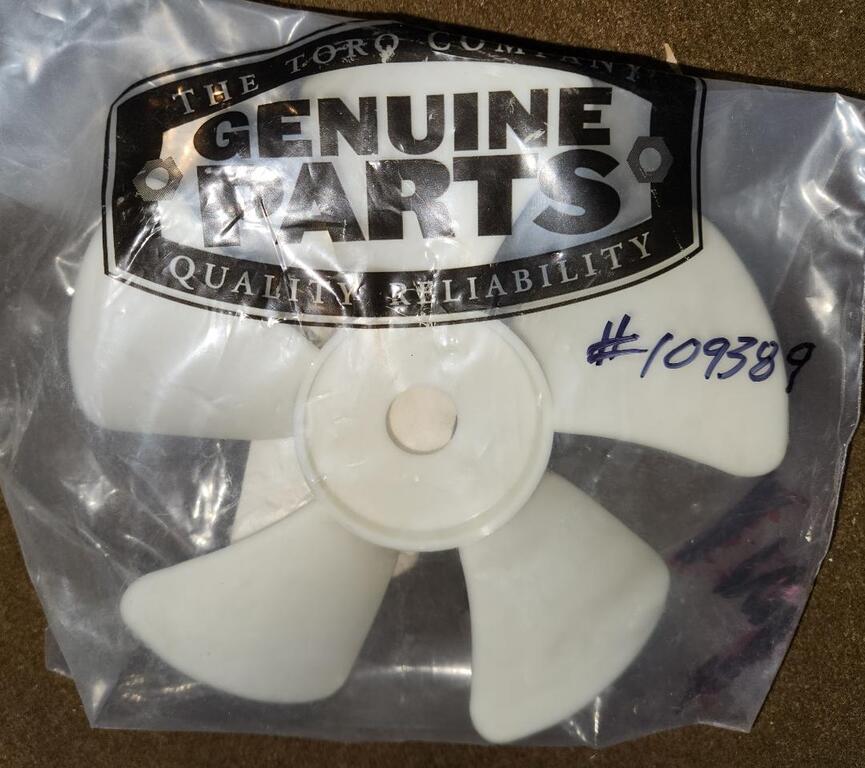 THE TORO COMPANY
GENUINE
PARTS
QUALITY RELIABILITY
#109389